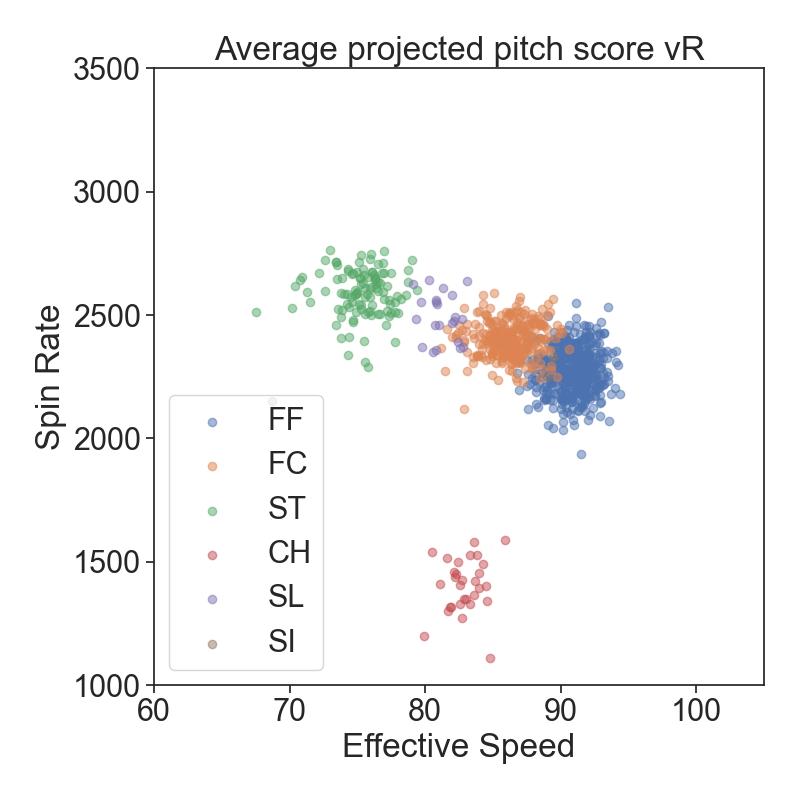 Average projected pitch score vR
3500
3000
2500
2000
1500
1000
Spin Rate
FF
FC
ST
CH
SL
SI
60 70 80 90 100
Effective Speed